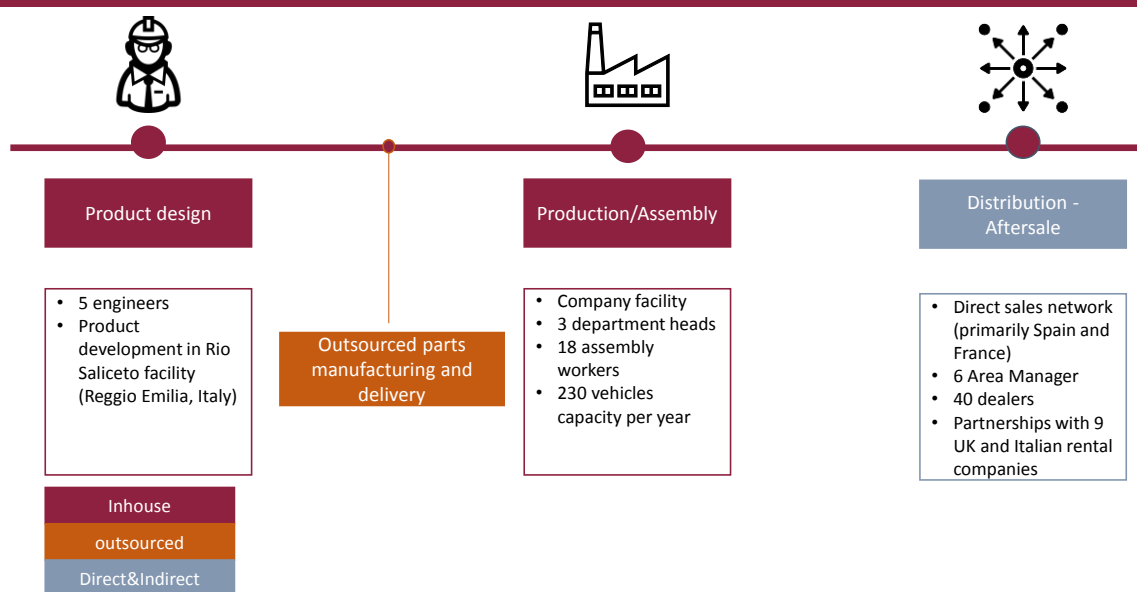 Product design
Production/Assembly
Distribution -
Aftersale
• 5 engineers
• Product
development in Rio
Saliceto facility
(Reggio Emilia, Italy)
Outsourced parts
manufacturing and
delivery
• Company facility
• 3 department heads
• 18 assembly
workers
• 230 vehicles
capacity per year
• Direct sales network
(primarily Spain and
France)
• 6 Area Manager
• 40 dealers
• Partnerships with 9
UK and Italian rental
companies
Inhouse
outsourced
Direct&Indirect